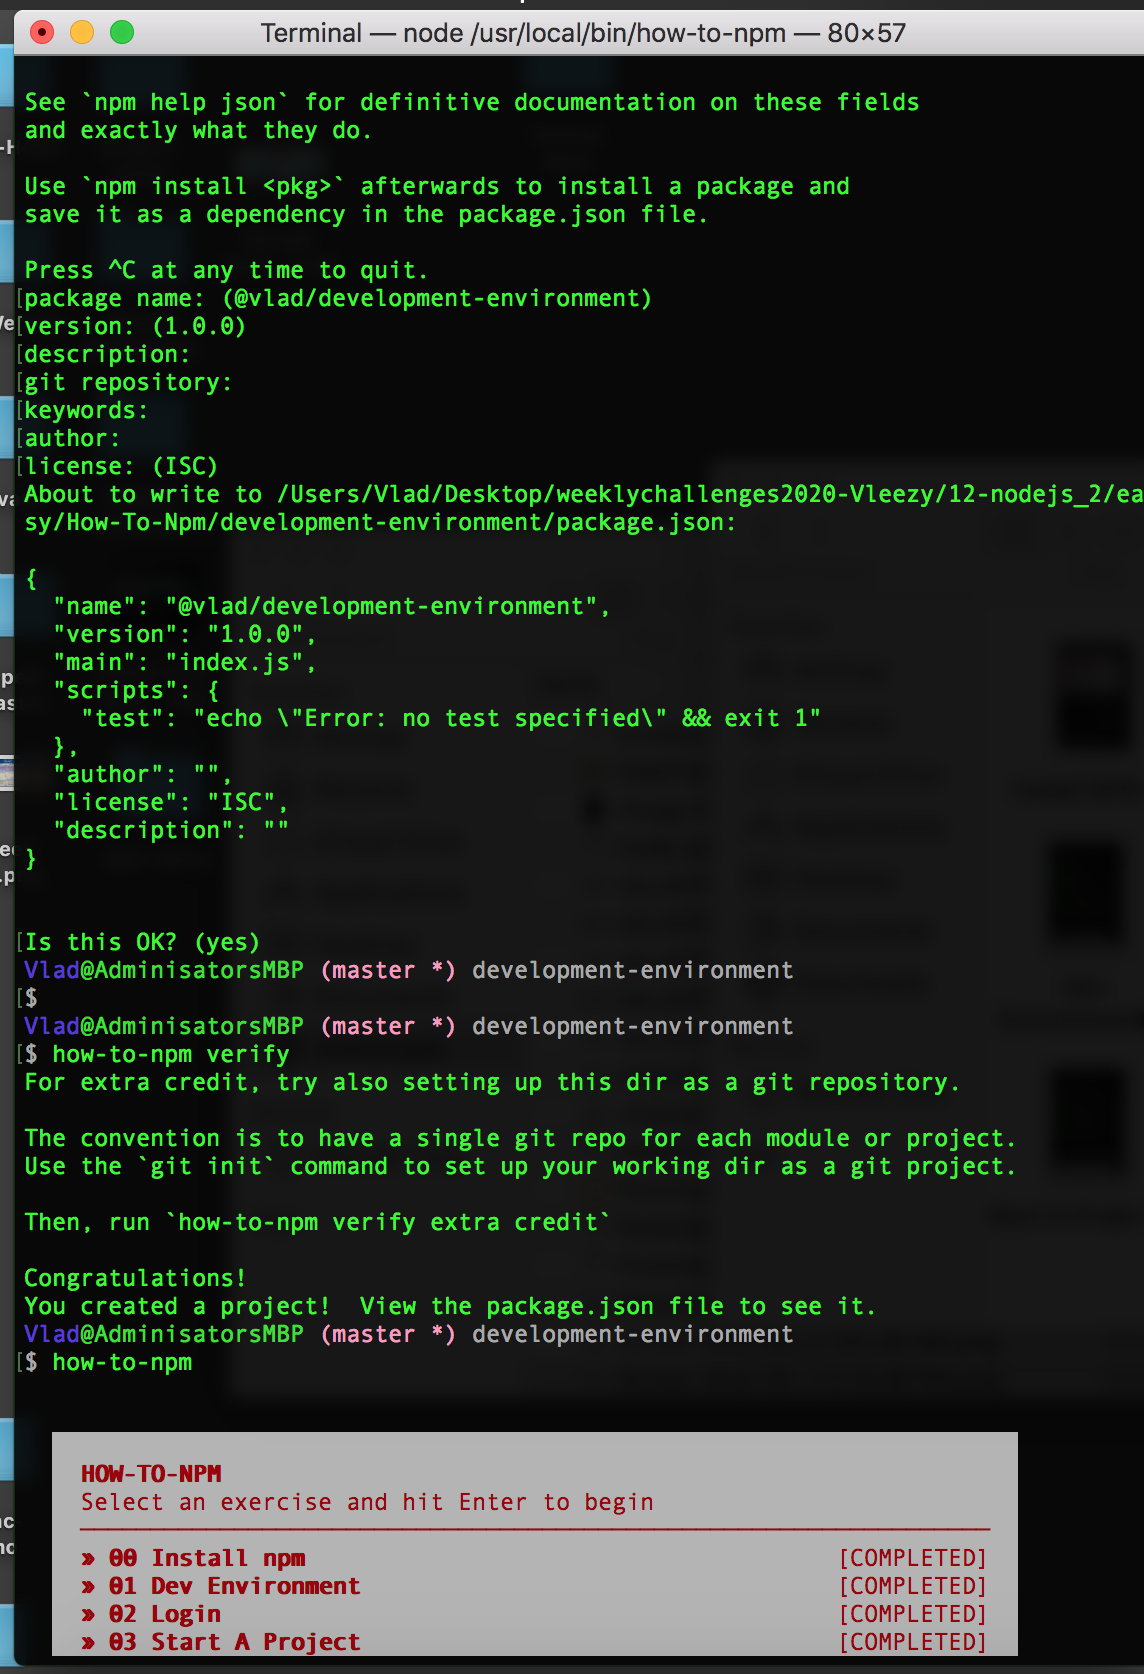 Terminal — node /usr/local/bin/how-to-npm — 80×57
See `npm help json` for definitive documentation on these fields
and exactly what they do.
Use `npm install <pkg>` afterwards to install a package and
save it as a dependency in the package.json file.
Press ^C at any time to quit.
[package name: (@vlad/development-environment)
[version: (1.0.0)
[description:
[git repository:
[keywords:
[author:
[license: (ISC)
About to write to /Users/Vlad/Desktop/weeklychallenges2020-Vleezy/12-nodejs_2/ea
sy/How-To-Npm/development-environment/package.json:
{
  "name": "@vlad/development-environment",
  "version": "1.0.0",
  "main": "index.js",
  "scripts": {
    "test": "echo \"Error: no test specified\" && exit 1"
  },
  "author": "",
  "license": "ISC",
  "description": ""
}
[Is this OK? (yes)
Vlad@AdminisatorsMBP (master *) development-environment
[$
Vlad@AdminisatorsMBP (master *) development-environment
[$ how-to-npm verify
For extra credit, try also setting up this dir as a git repository.
The convention is to have a single git repo for each module or project.
Use the `git init` command to set up your working dir as a git project.
Then, run `how-to-npm verify extra credit`
Congratulations!
You created a project!  View the package.json file to see it.
Vlad@AdminisatorsMBP (master *) development-environment
[$ how-to-npm
HOW-TO-NPM
Select an exercise and hit Enter to begin
» 00 Install npm [COMPLETED]
» 01 Dev Environment [COMPLETED]
» 02 Login [COMPLETED]
» 03 Start A Project [COMPLETED]